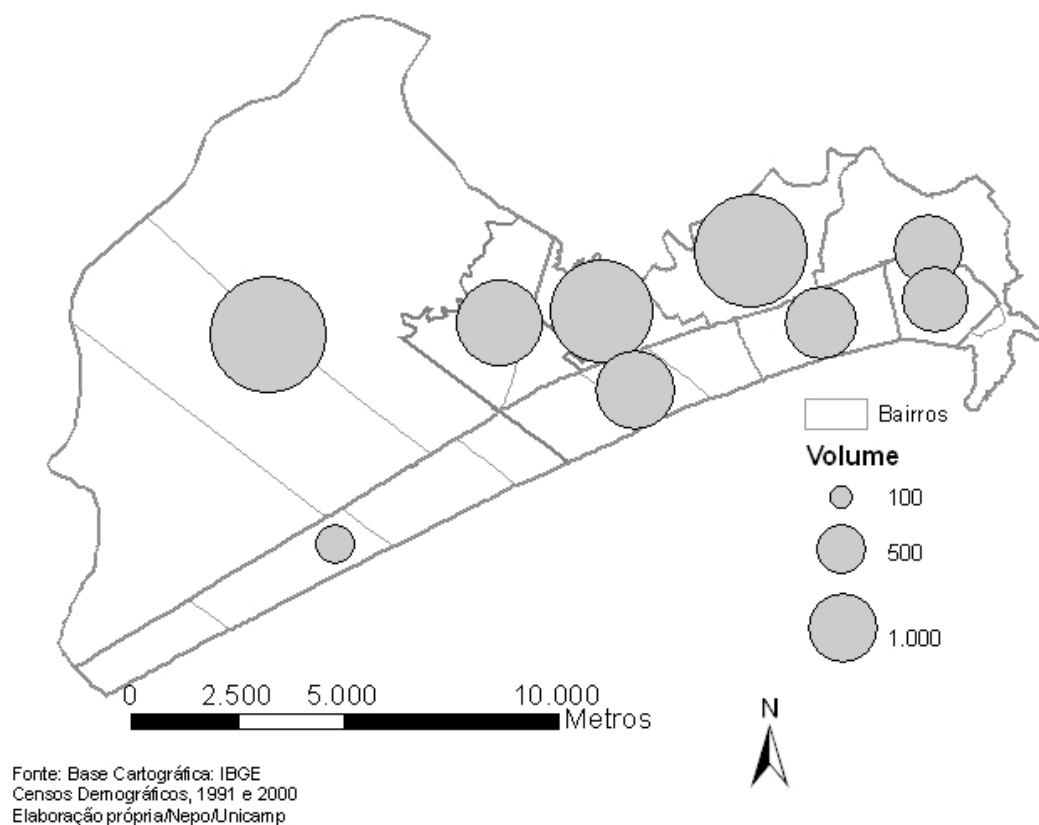 Bairros
Volume
100
500
1.000
0 2.500 5.000 10.000
Metros
N
Fonte: Base Cartográfica: IBGE
Censos Demográficos, 1991 e 2000
Elaboração própria/Nepo/Unicamp